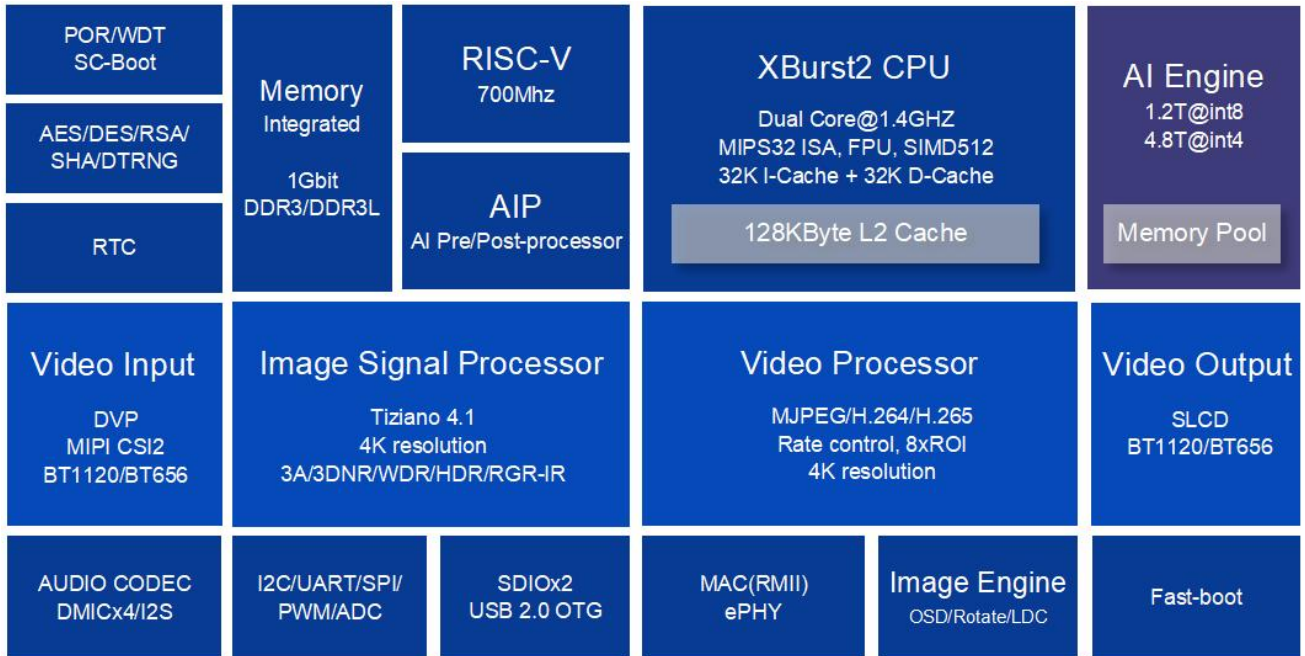 POR/WDT
SC-Boot
AES/DES/RSA/
SHA/DTRNG
RTC
Memory
Integrated
1Gbit
DDR3/DDR3L
RISC-V
700Mhz
AIP
AI Pre/Post-processor
XBurst2 CPU
Dual Core@1.4GHZ
MIPS32 ISA, FPU, SIMD512
32K I-Cache + 32K D-Cache
128KByte L2 Cache
AI Engine
1.2T@int8
4.8T@int4
Memory Pool
Video Input
DVP
MIPI CSI2
BT1120/BT656
Image Signal Processor
Tiziano 4.1
4K resolution
3A/3DNR/WDR/HDR/RGR-IR
Video Processor
MJPEG/H.264/H.265
Rate control, 8xROI
4K resolution
Video Output
SLCD
BT1120/BT656
AUDIO CODEC
DMICx4/I2S
I2C/UART/SPI/
PWM/ADC
SDIOx2
USB 2.0 OTG
MAC(RMII)
ePHY
Image Engine
OSD/Rotate/LDC
Fast-boot